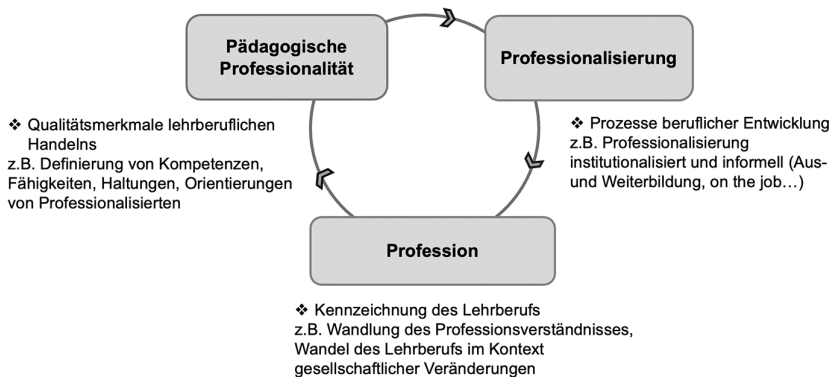 Pädagogische
Professionalität
Professionalisierung
❖ Qualitätsmerkmale lehrberuflichen
Handelns
z.B. Definierung von Kompetenzen,
Fähigkeiten, Haltungen, Orientierungen
von Professionalisierten
❖ Prozesse beruflicher Entwicklung
z.B. Professionalisierung
institutionalisiert und informell (Aus-
und Weiterbildung, on the job…)
Profession
❖ Kennzeichnung des Lehrberufs
z.B. Wandlung des Professionsverständnisses,
Wandel des Lehrberufs im Kontext
gesellschaftlicher Veränderungen